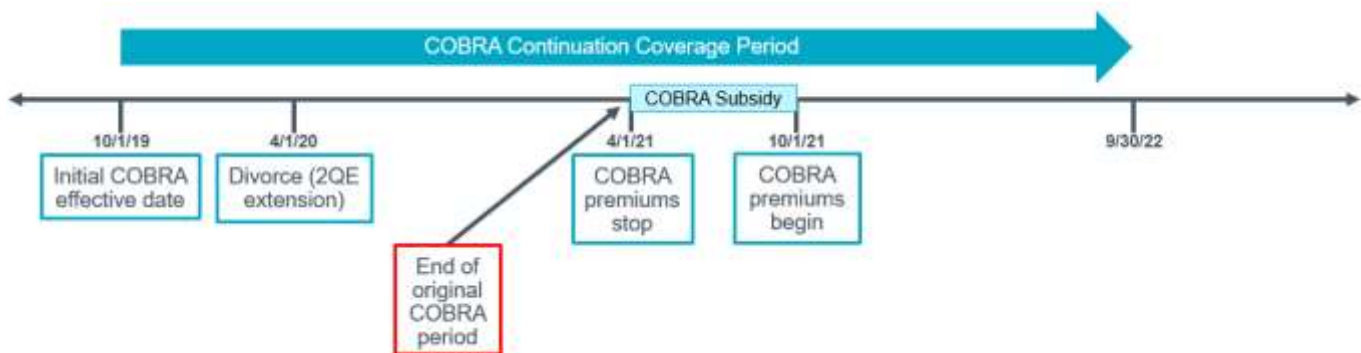 COBRA Continuation Coverage Period
COBRA Subsidy
10/1/19
4/1/20
4/1/21
10/1/21
9/30/22
Initial COBRA
effective date
Divorce (2QE
extension)
COBRA
premiums
stop
COBRA
premiums
begin
End of
original
COBRA
period